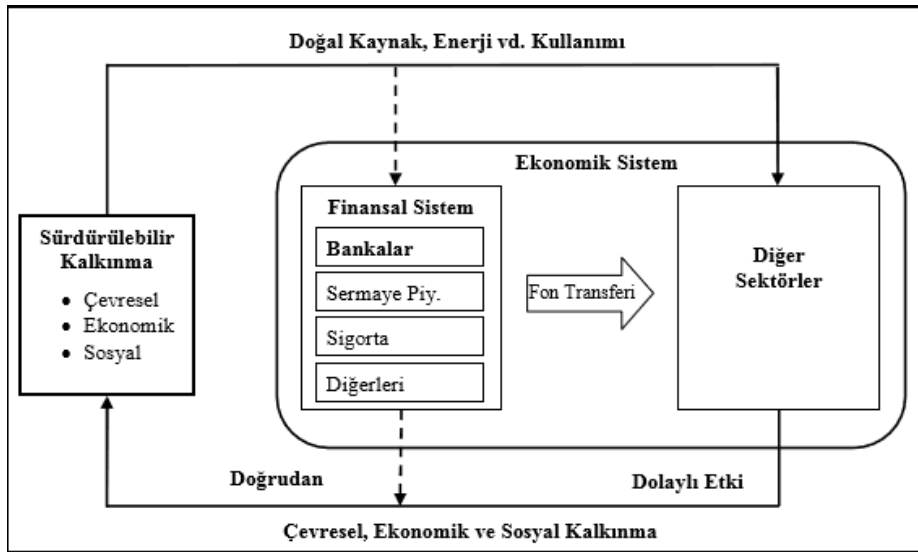 Doğal Kaynak, Enerji vd. Kullanımı
Ekonomik Sistem
Sürdürülebilir
Kalkınma
• Çevresel
• Ekonomik
• Sosyal
Finansal Sistem
Bankalar
Sermaye Piy.
Sigorta
Diğerleri
Fon Transferi
Diğer
Sektörler
Doğrudan
Dolaylı Etki
Çevresel, Ekonomik ve Sosyal Kalkınma